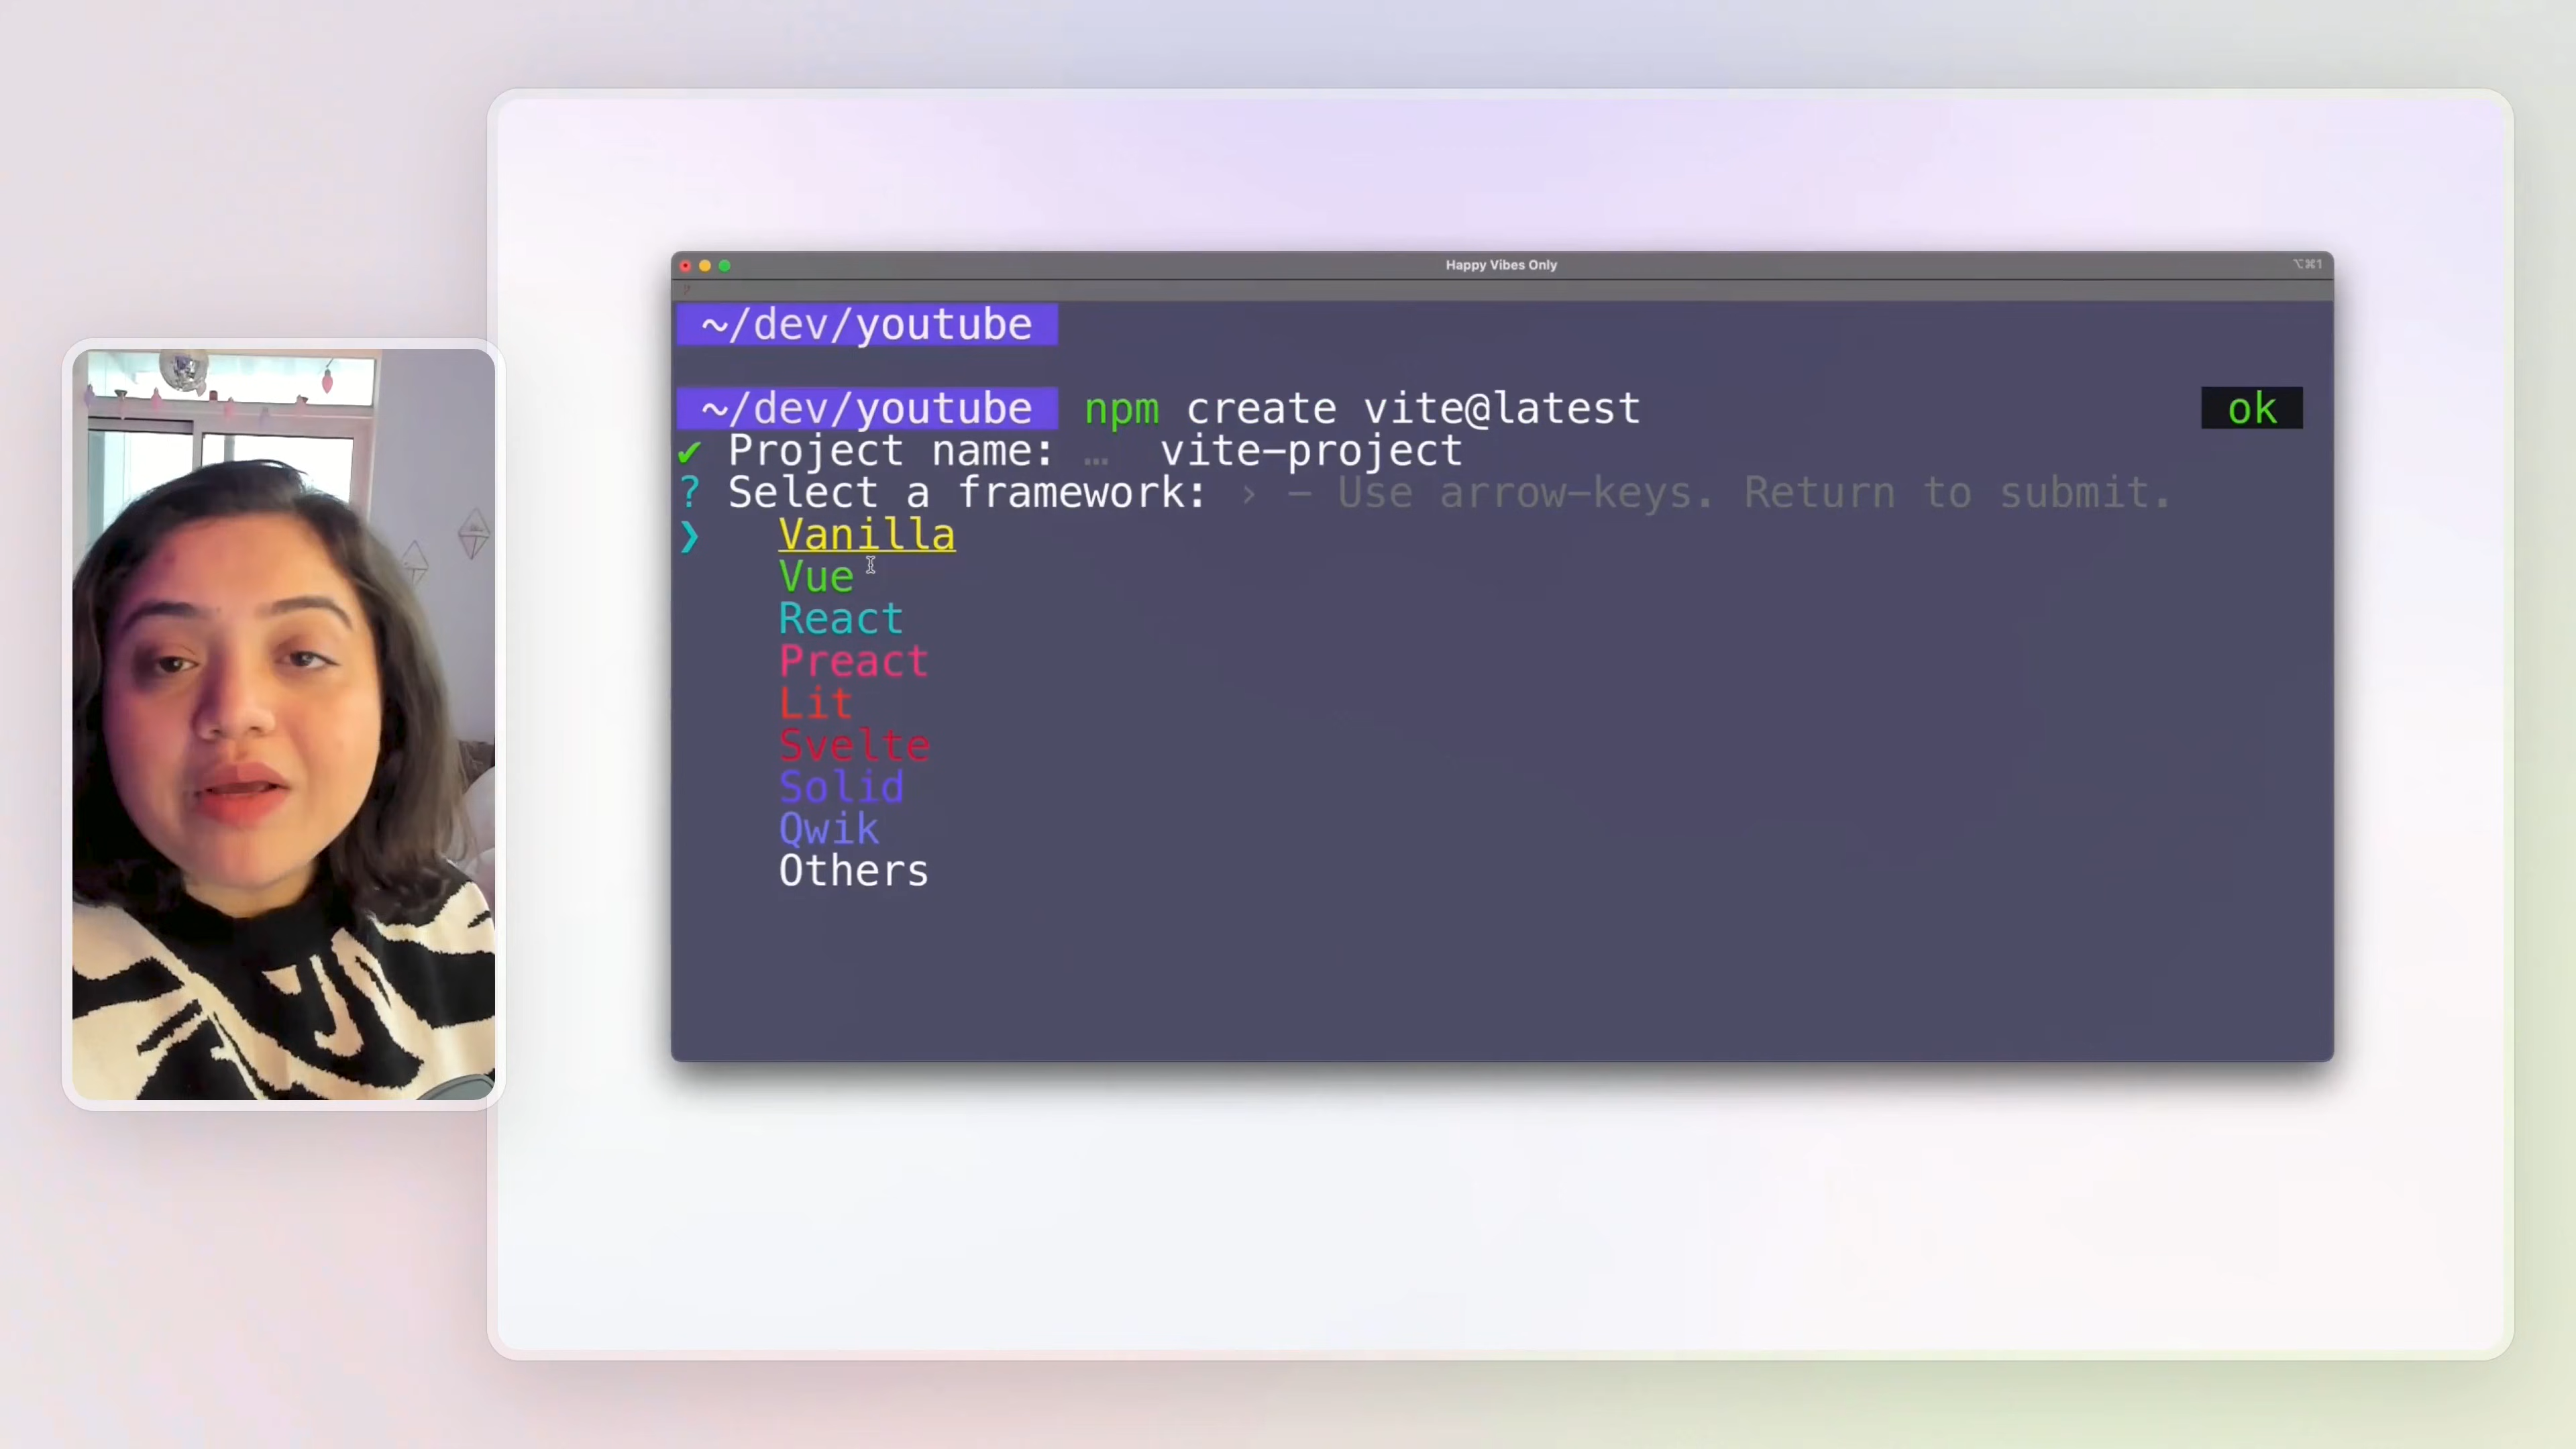 Happy Vibes Only
⌥⌘1
~/dev/youtube
~/dev/youtube npm create vite@latest ok
✔ Project name: … vite-project
? Select a framework: › – Use arrow-keys. Return to submit.
❯ Vanilla
Vue
React
Preact
Lit
Svelte
Solid
Qwik
Others